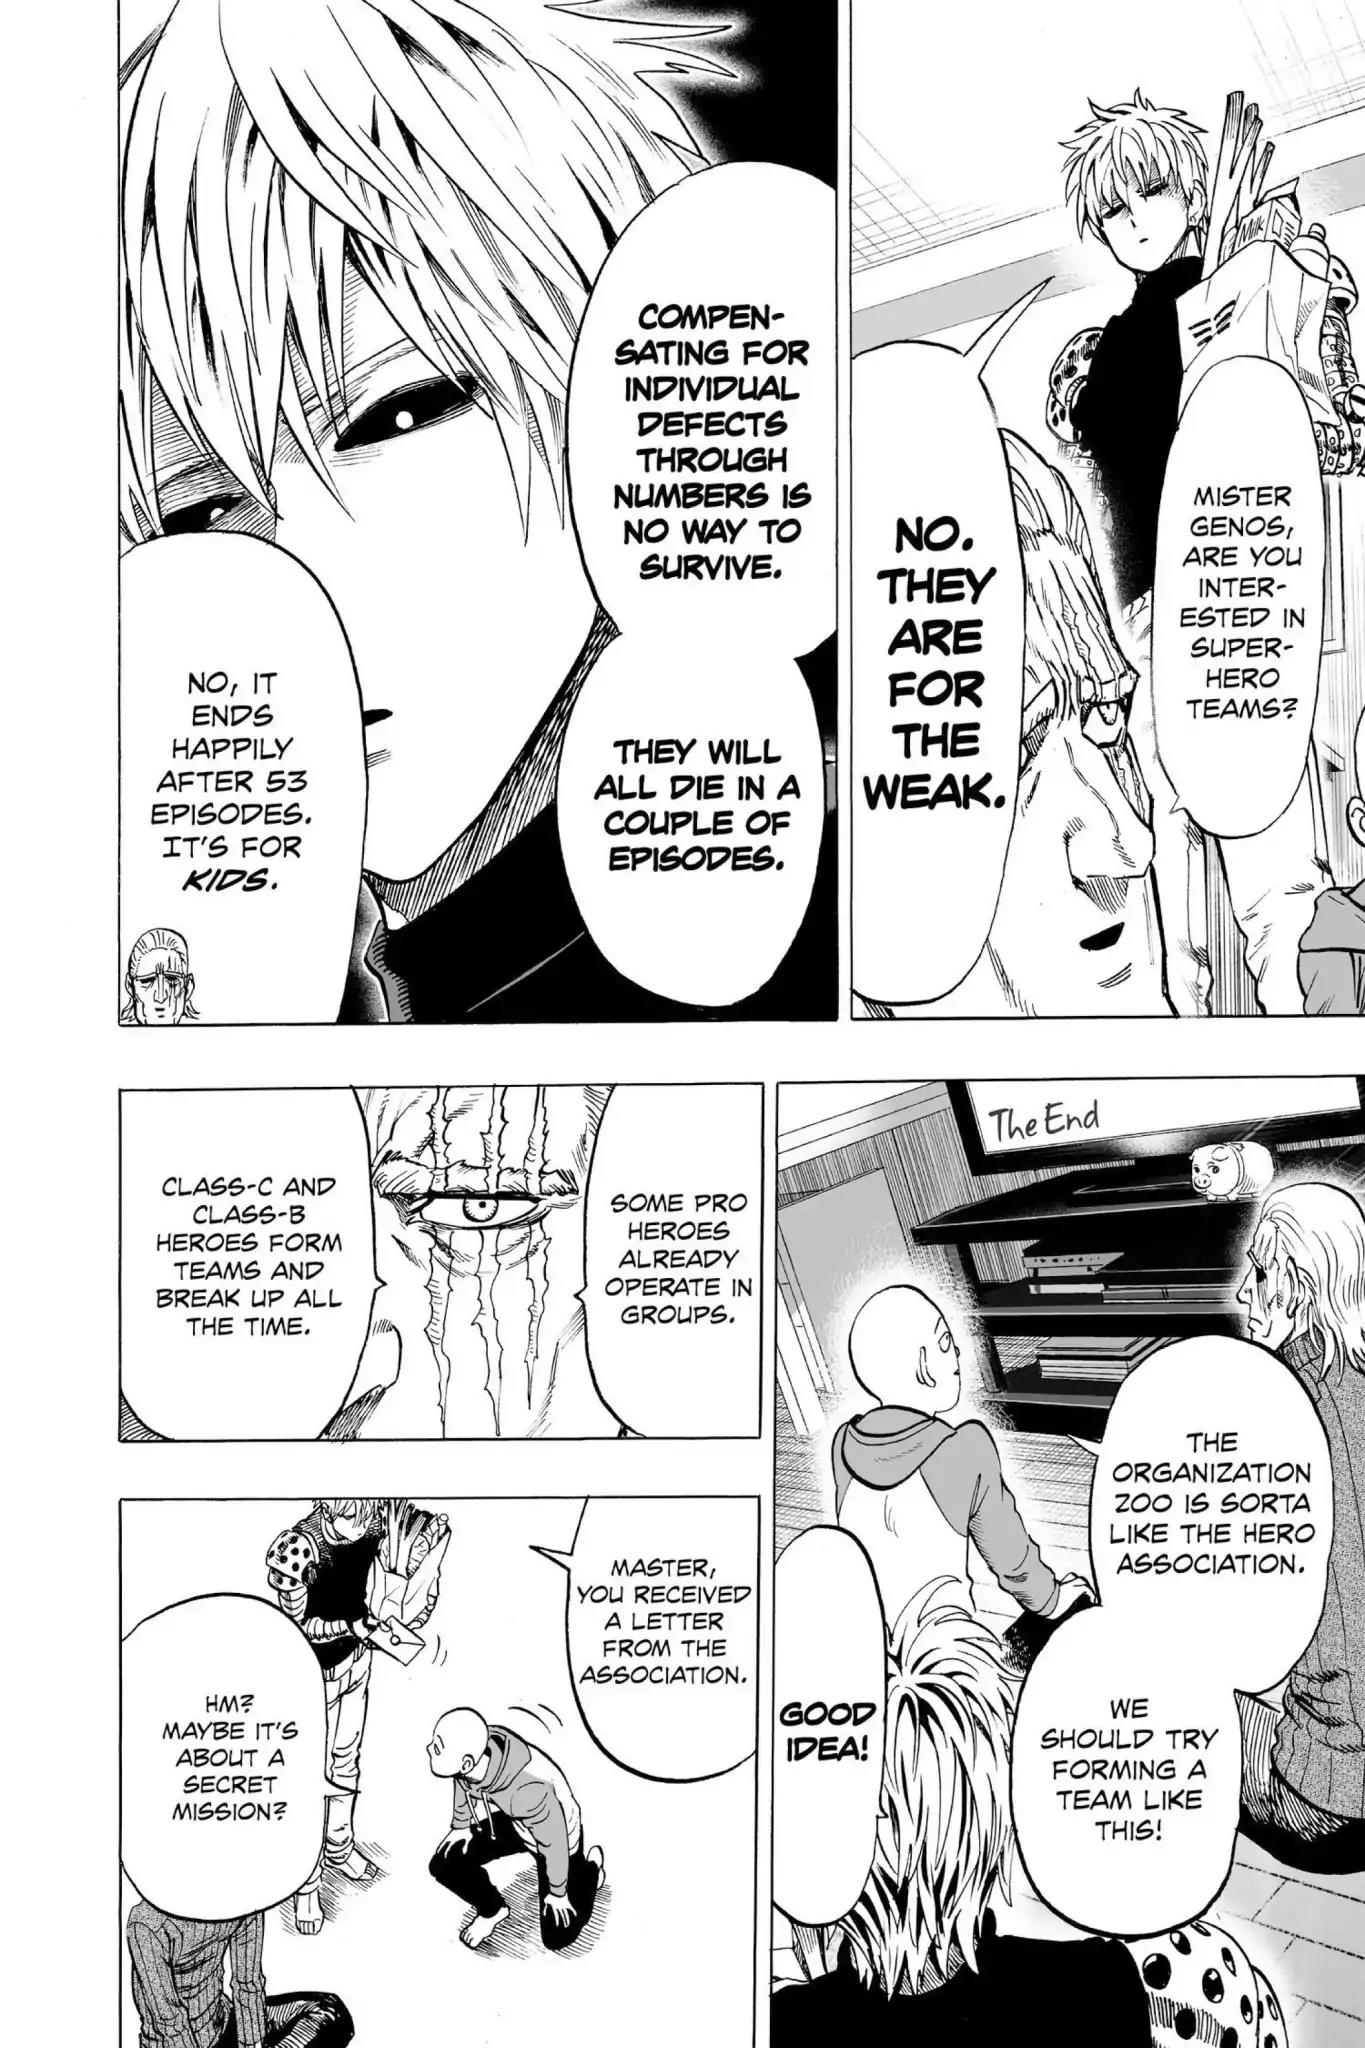 Milk
MISTER
GENOS,
ARE YOU
INTER-
ESTED IN
SUPER-
HERO
TEAMS?
NO.
THEY
ARE
FOR
THE
WEAK.
COMPEN-
SATING FOR
INDIVIDUAL
DEFECTS
THROUGH
NUMBERS IS
NO WAY TO
SURVIVE.
THEY WILL
ALL DIE IN A
COUPLE OF
EPISODES.
NO, IT
ENDS
HAPPILY
AFTER 53
EPISODES.
IT'S FOR
KIDS.
The End
THE
ORGANIZATION
ZOO IS SORTA
LIKE THE HERO
ASSOCIATION.
WE
SHOULD TRY
FORMING A
TEAM LIKE
THIS!
GOOD
IDEA!
SOME PRO
HEROES
ALREADY
OPERATE IN
GROUPS.
CLASS-C AND
CLASS-B
HEROES FORM
TEAMS AND
BREAK UP ALL
THE TIME.
MASTER,
YOU RECEIVED
A LETTER
FROM THE
ASSOCIATION.
HM?
MAYBE IT'S
ABOUT A
SECRET
MISSION?